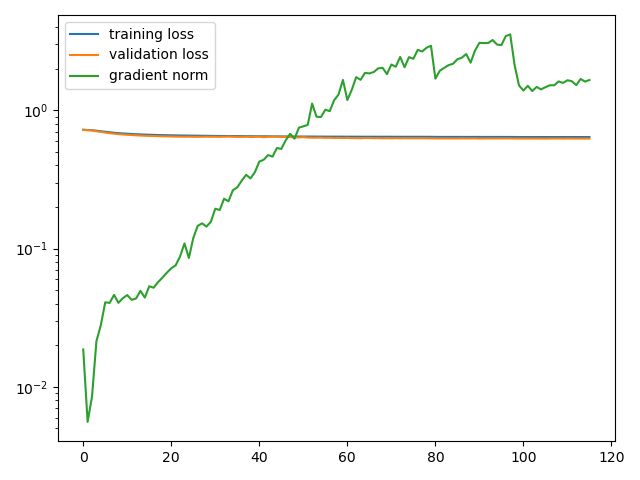 training loss
validation loss
gradient norm
10⁰
10⁻¹
10⁻²
0 20 40 60 80 100 120